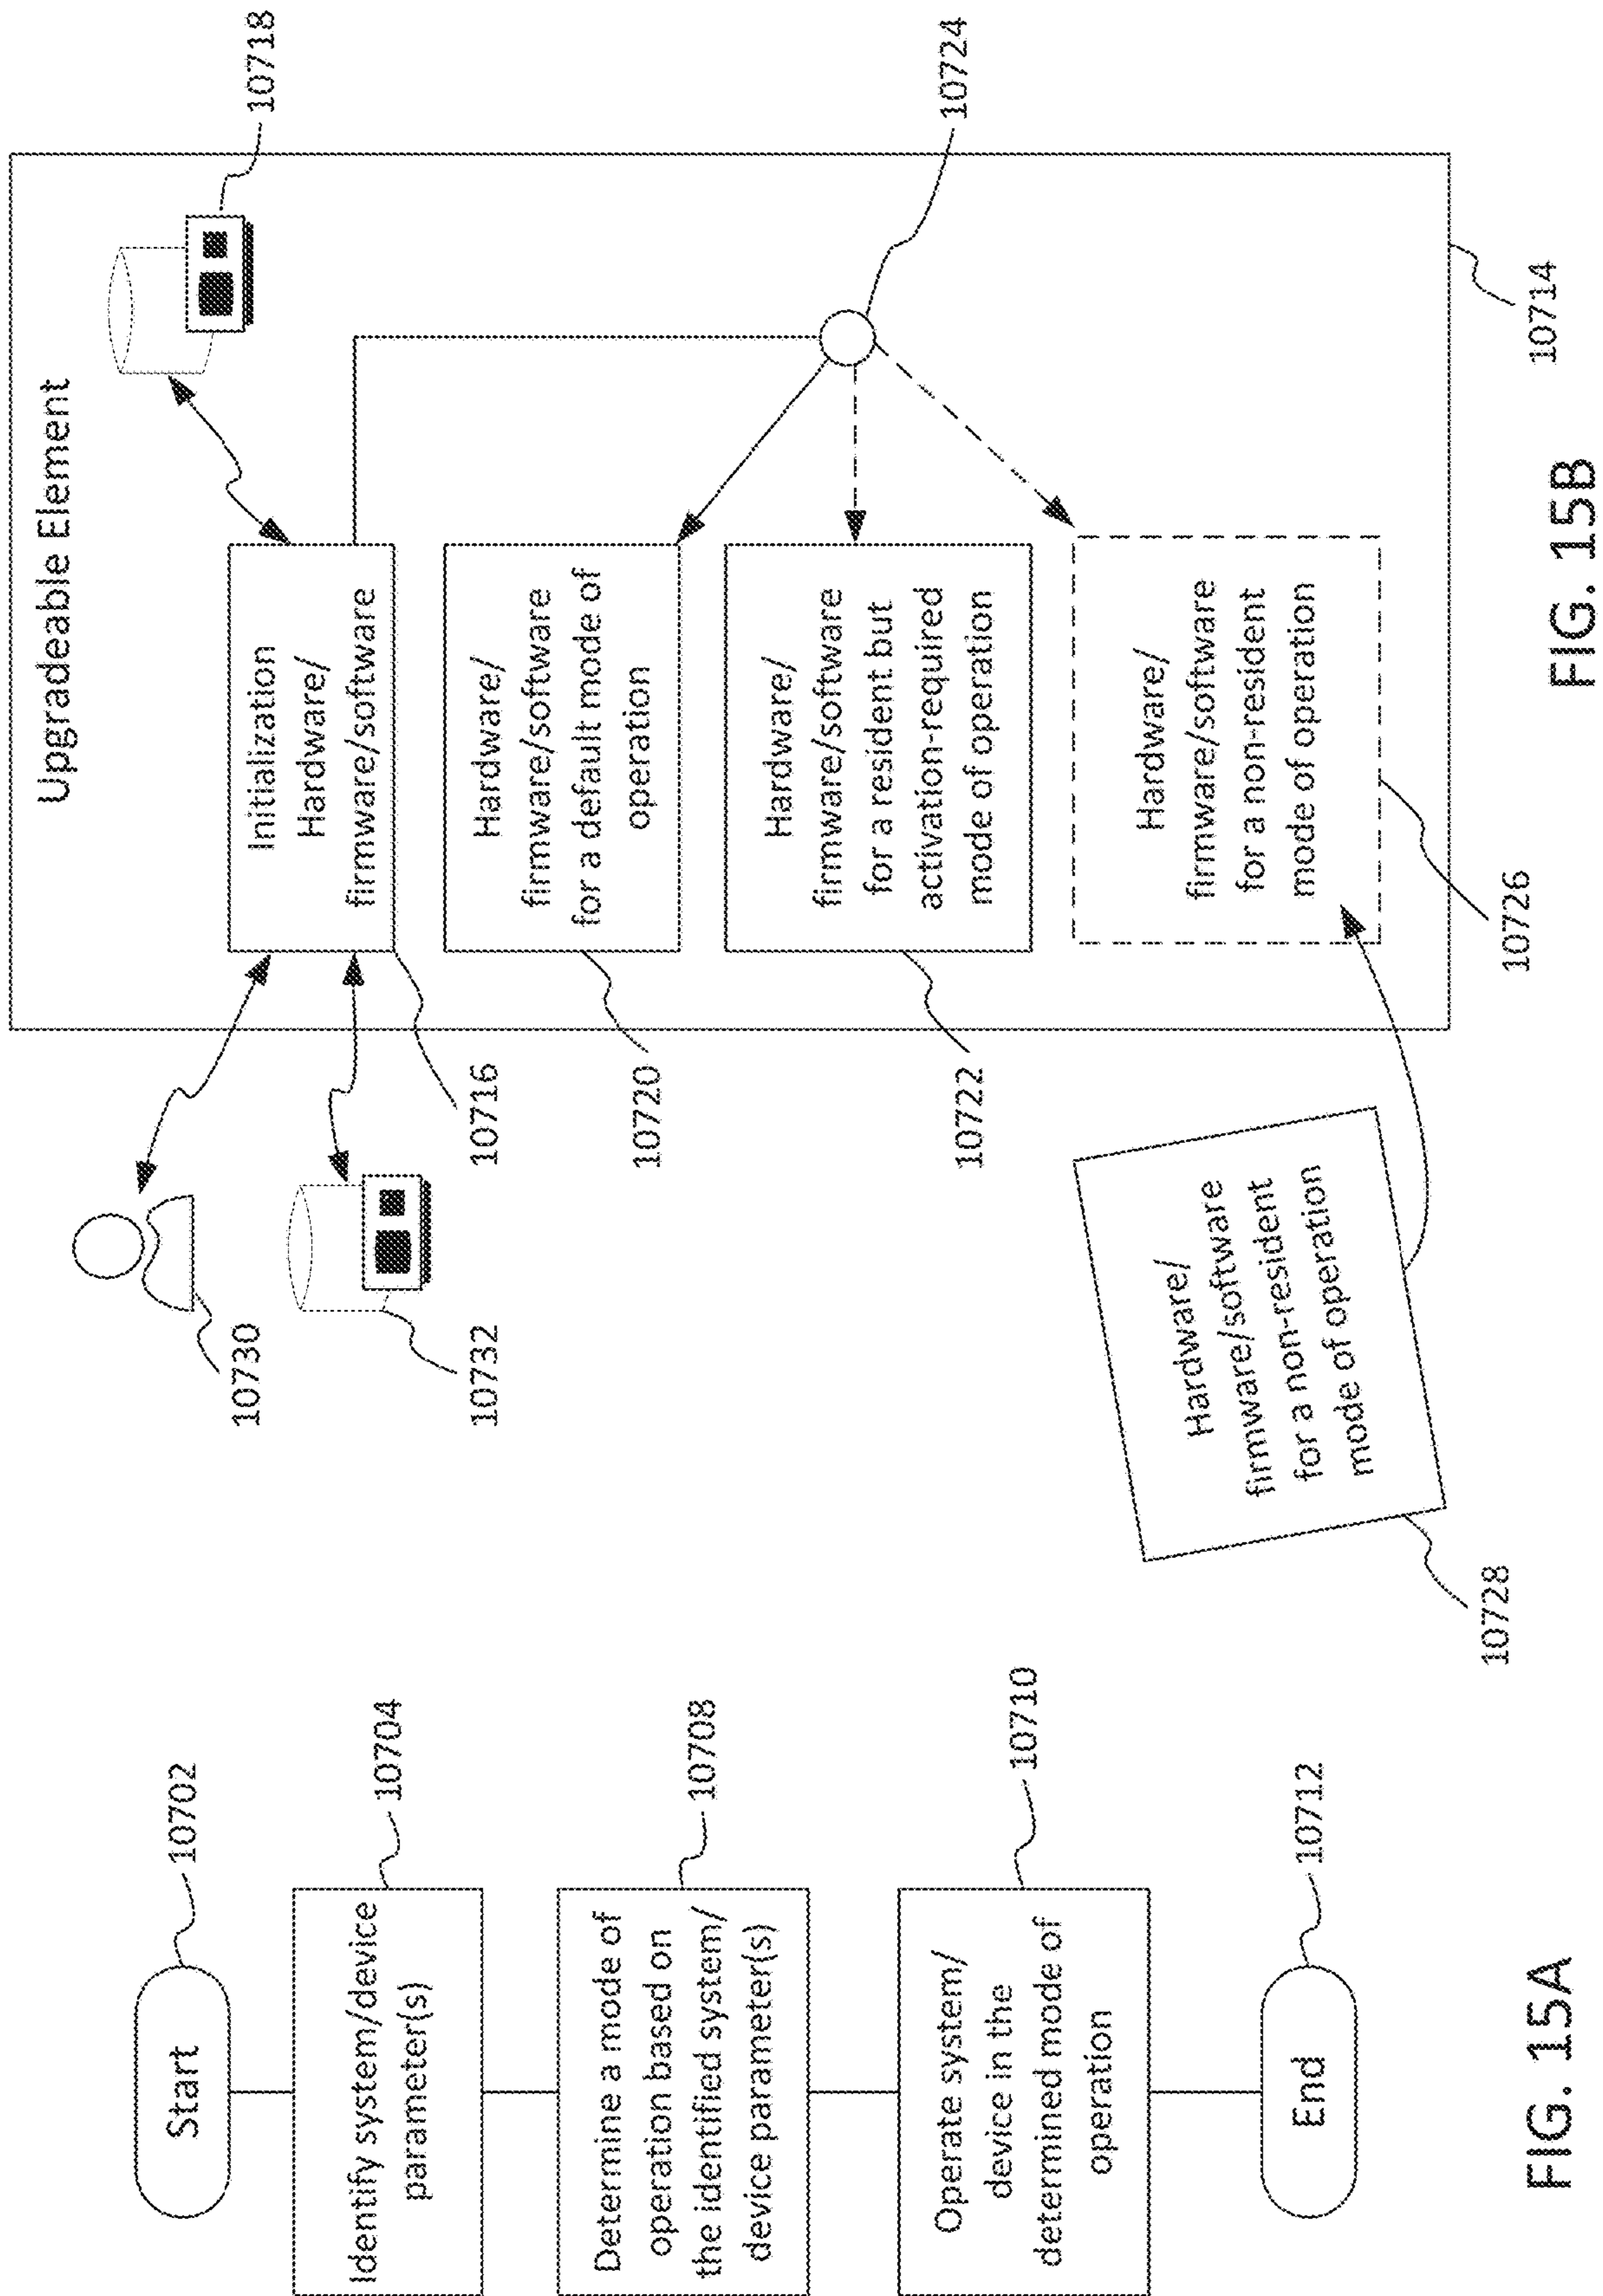 Start
10702
Identify system/device
parameter(s)
10704
Determine a mode of
operation based on
the identified system/
device parameter(s)
10708
Operate system/
device in the
determined mode of
operation
10710
End
10712
FIG. 15A
Upgradeable Element
10718
10730
10732
Initialization
Hardware/
firmware/software
10716
Hardware/
firmware/software
for a default mode of
operation
10720
10724
Hardware/
firmware/software
for a resident but
activation-required
mode of operation
10722
Hardware/
firmware/software
for a non-resident
mode of operation
10726
Hardware/
firmware/software
for a non-resident
mode of operation
10728
10714
FIG. 15B